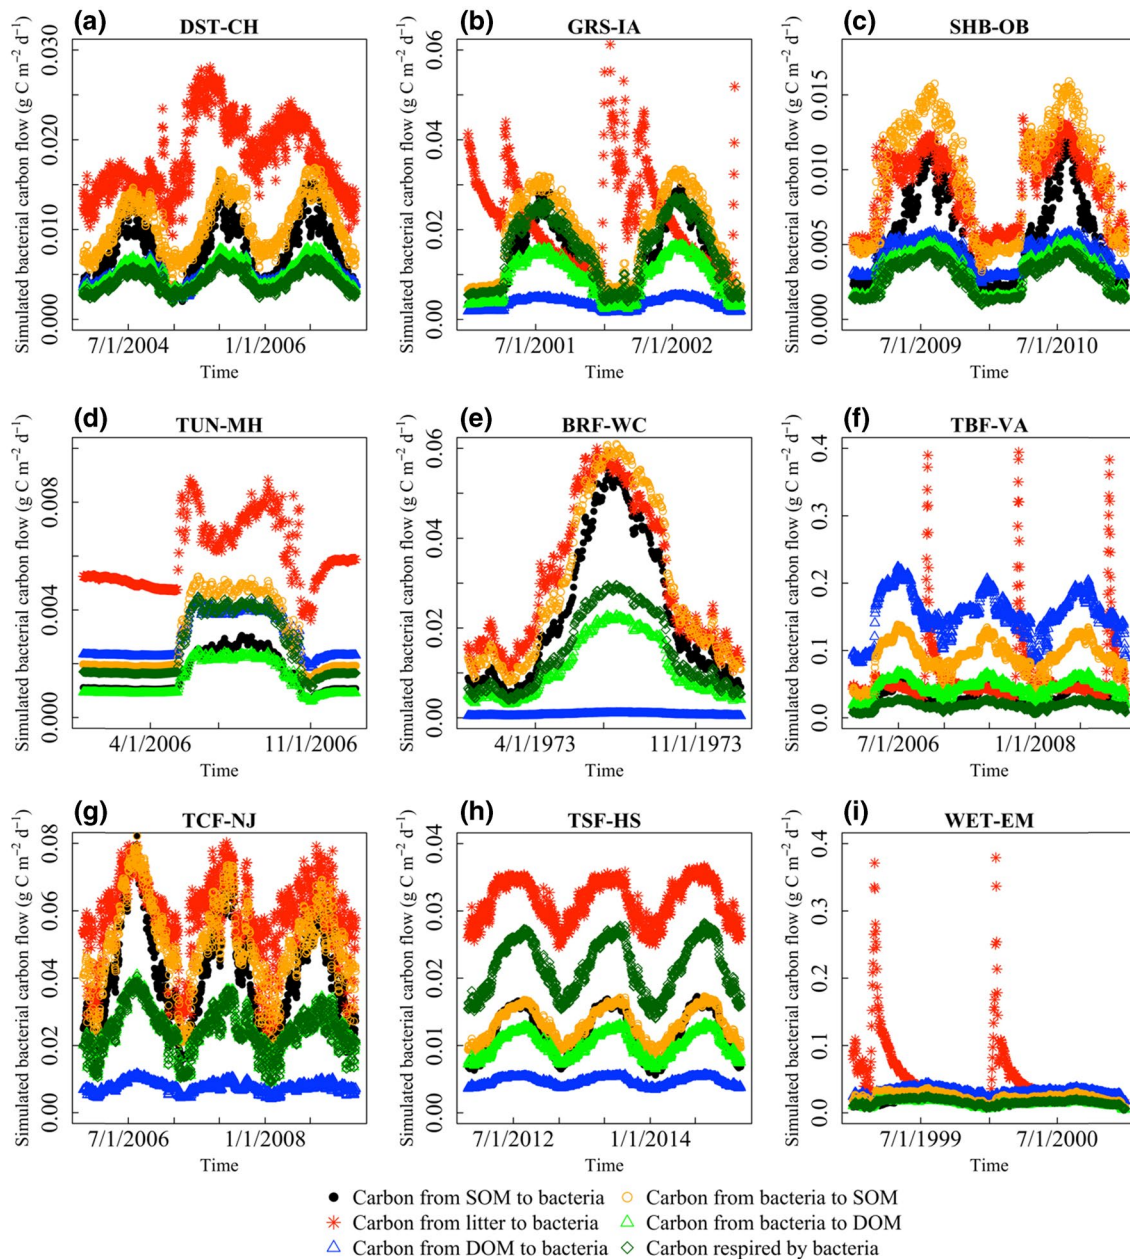 (a) DST-CH
Simulated bacterial carbon flow (g C m⁻² d⁻¹)
0.030
0.020
0.010
0.000
7/1/2004 1/1/2006
Time
(b) GRS-IA
Simulated bacterial carbon flow (g C m⁻² d⁻¹)
0.06
0.04
0.02
0.00
7/1/2001 7/1/2002
Time
(c) SHB-OB
Simulated bacterial carbon flow (g C m⁻² d⁻¹)
0.015
0.010
0.005
0.000
7/1/2009 7/1/2010
Time
(d) TUN-MH
Simulated bacterial carbon flow (g C m⁻² d⁻¹)
0.008
0.004
0.000
4/1/2006 11/1/2006
Time
(e) BRF-WC
Simulated bacterial carbon flow (g C m⁻² d⁻¹)
0.06
0.04
0.02
0.00
4/1/1973 11/1/1973
Time
(f) TBF-VA
Simulated bacterial carbon flow (g C m⁻² d⁻¹)
0.4
0.3
0.2
0.1
0.0
7/1/2006 1/1/2008
Time
(g) TCF-NJ
Simulated bacterial carbon flow (g C m⁻² d⁻¹)
0.08
0.06
0.04
0.02
0.00
7/1/2006 1/1/2008
Time
(h) TSF-HS
Simulated bacterial carbon flow (g C m⁻² d⁻¹)
0.04
0.03
0.02
0.01
0.00
7/1/2012 1/1/2014
Time
(i) WET-EM
Simulated bacterial carbon flow (g C m⁻² d⁻¹)
0.4
0.3
0.2
0.1
0.0
7/1/1999 7/1/2000
Time
Carbon from SOM to bacteria Carbon from bacteria to SOM
Carbon from litter to bacteria Carbon from bacteria to DOM
Carbon from DOM to bacteria Carbon respired by bacteria